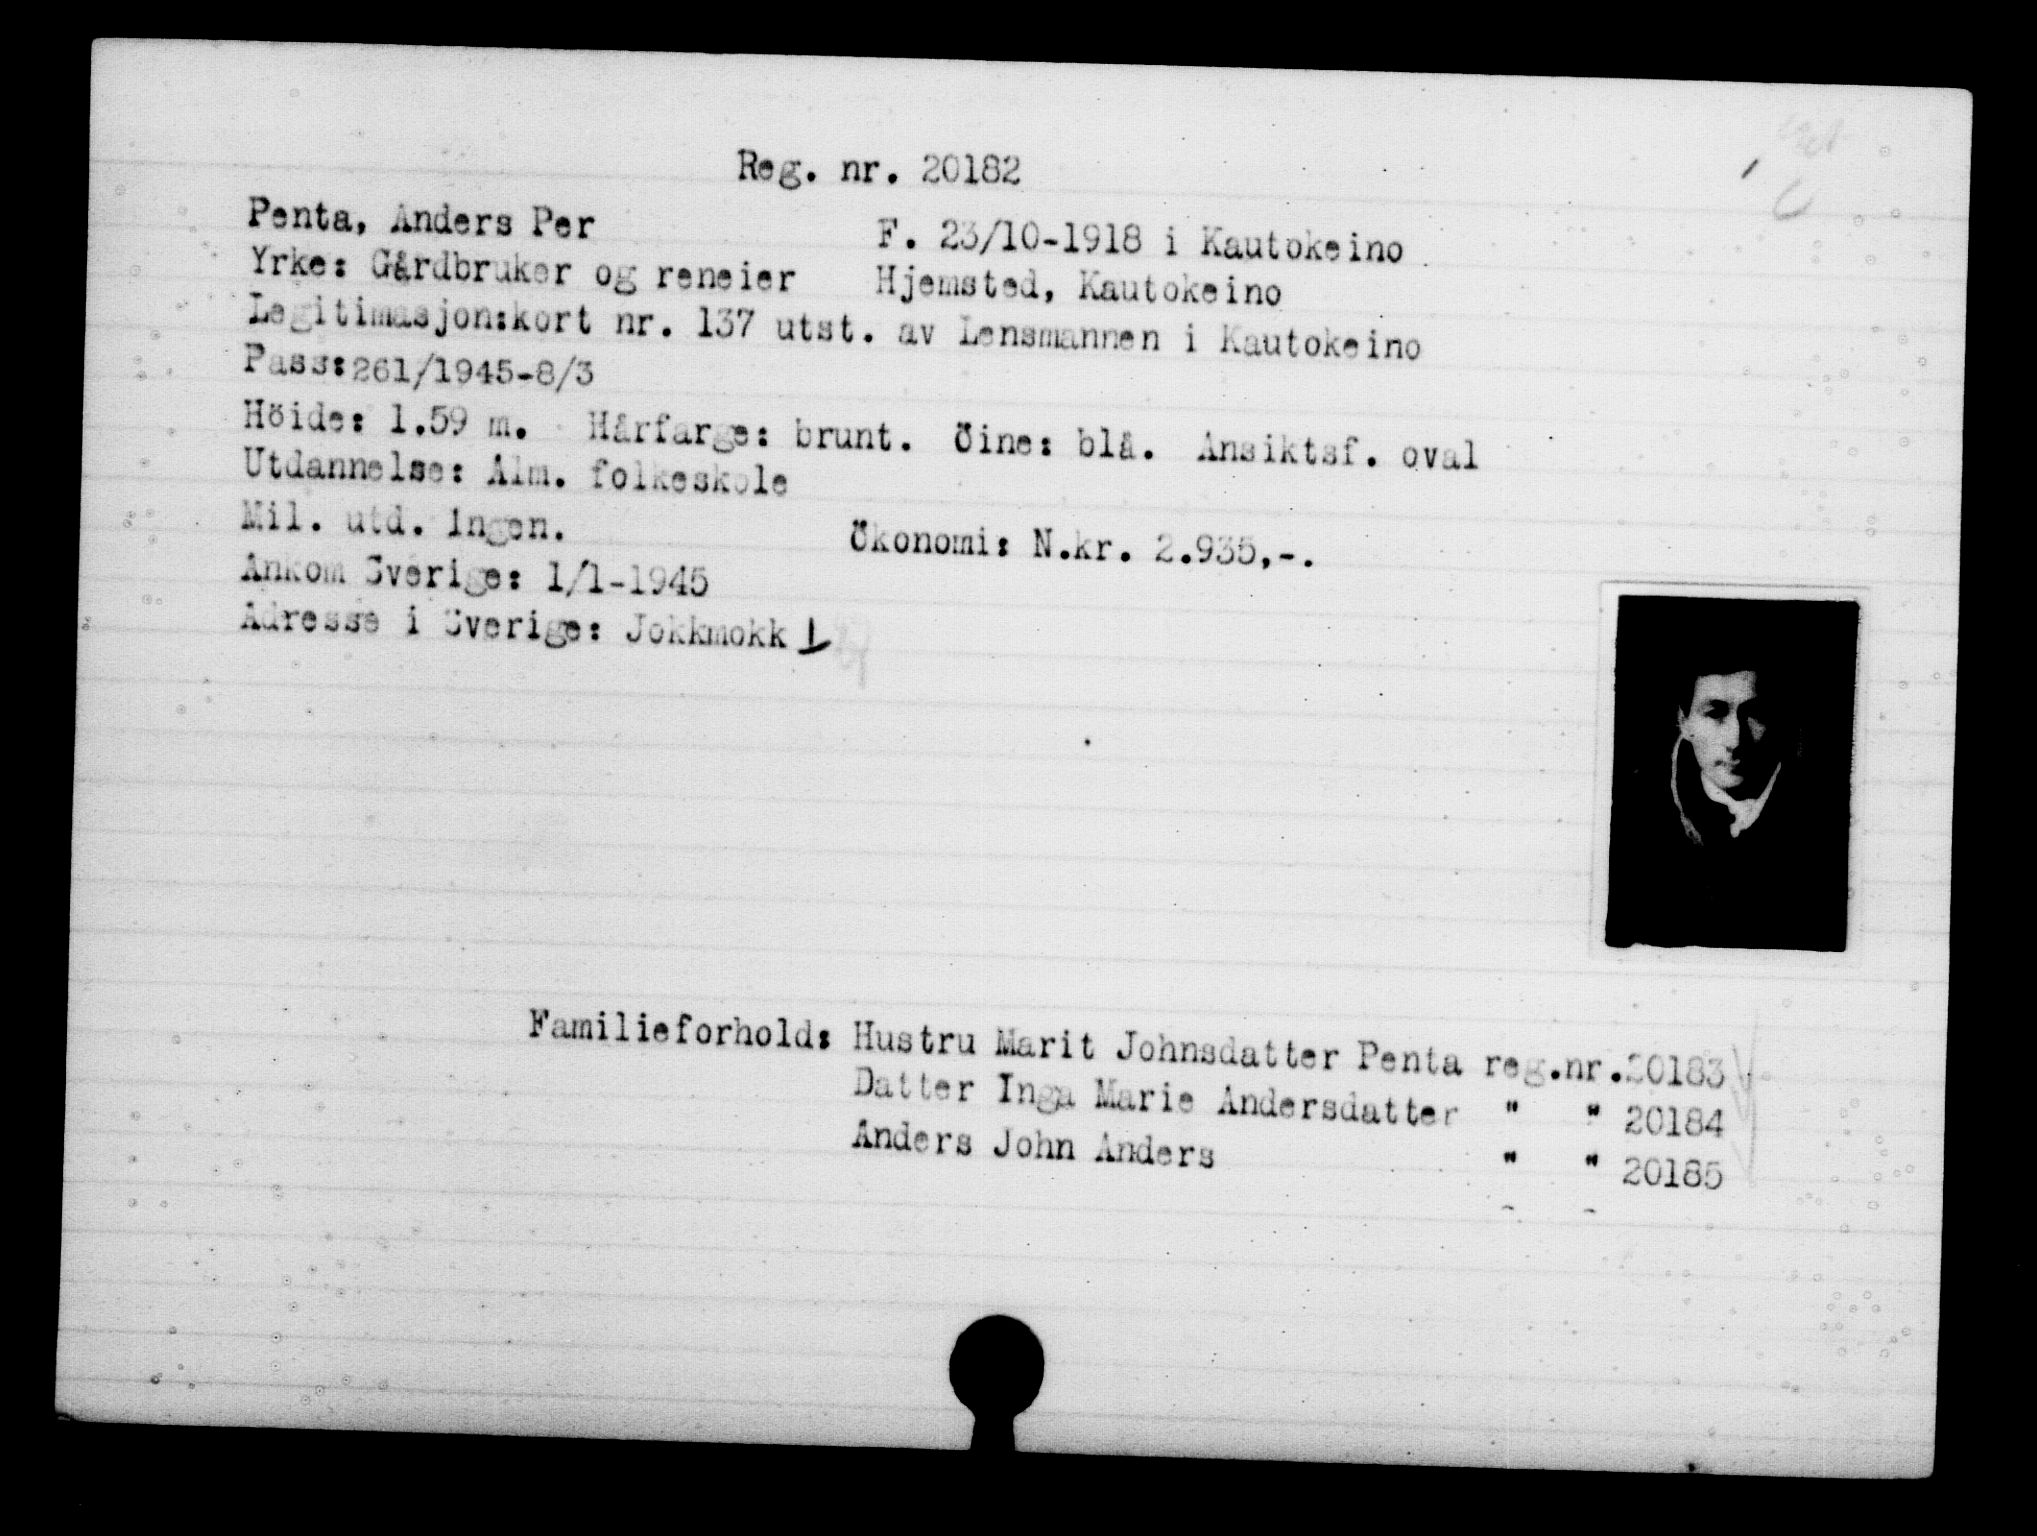 Reg. nr. 20182
Penta, Anders Per F. 23/10-1918 i Kautokeino
Yrke: Gårdbruker og reneier Hjemsted, Kautokeino
Legitimasjon:kort nr. 137 utst. av Lensmannen i Kautokeino
Pass:261/1945-8/3
Höide: 1.59 m. Hårfarge: brunt. Öine: blå. Ansiktsf. oval
Utdannelse: Alm. folkeskole
Mil. utd. ingen. Ökonomi: N.kr. 2.935,-.
Ankom Sverige: 1/1-1945
Adresse i Sverige: Jokkmokk
Familieforhold: Hustru Marit Johnsdatter Penta reg.nr.20183
Datter Inga Marie Andersdatter " " 20184
Anders John Anders " " 20185